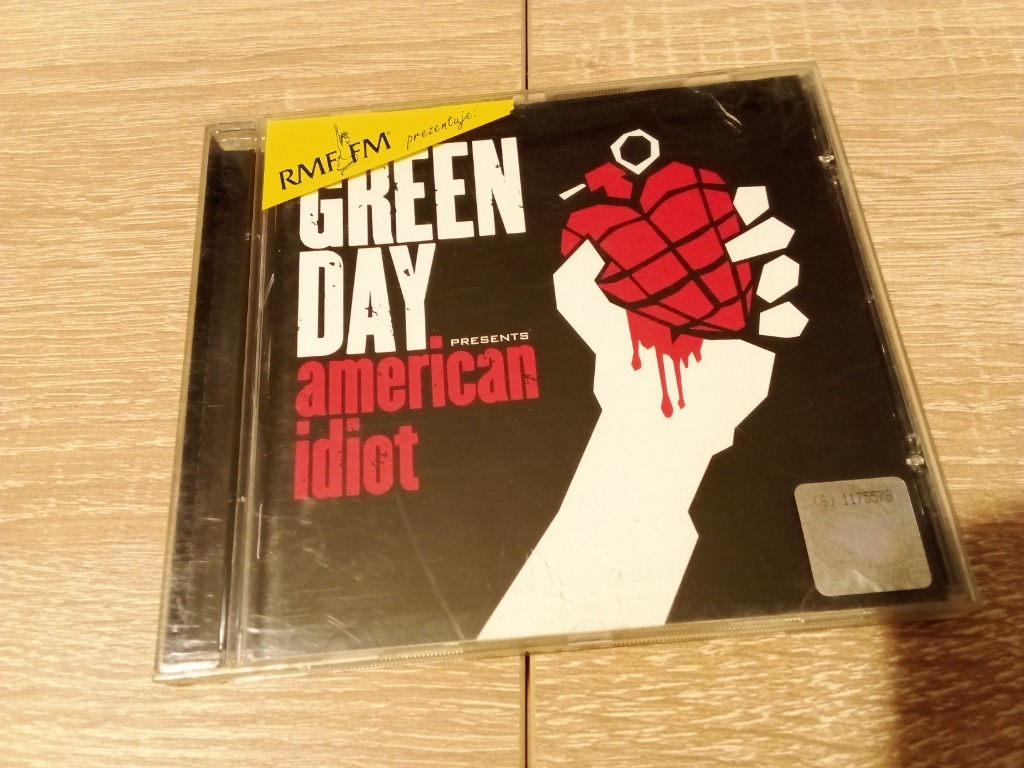 RMF FM® prezentuje:
GREEN
DAY
PRESENTS
american
idiot
(S) 1175578